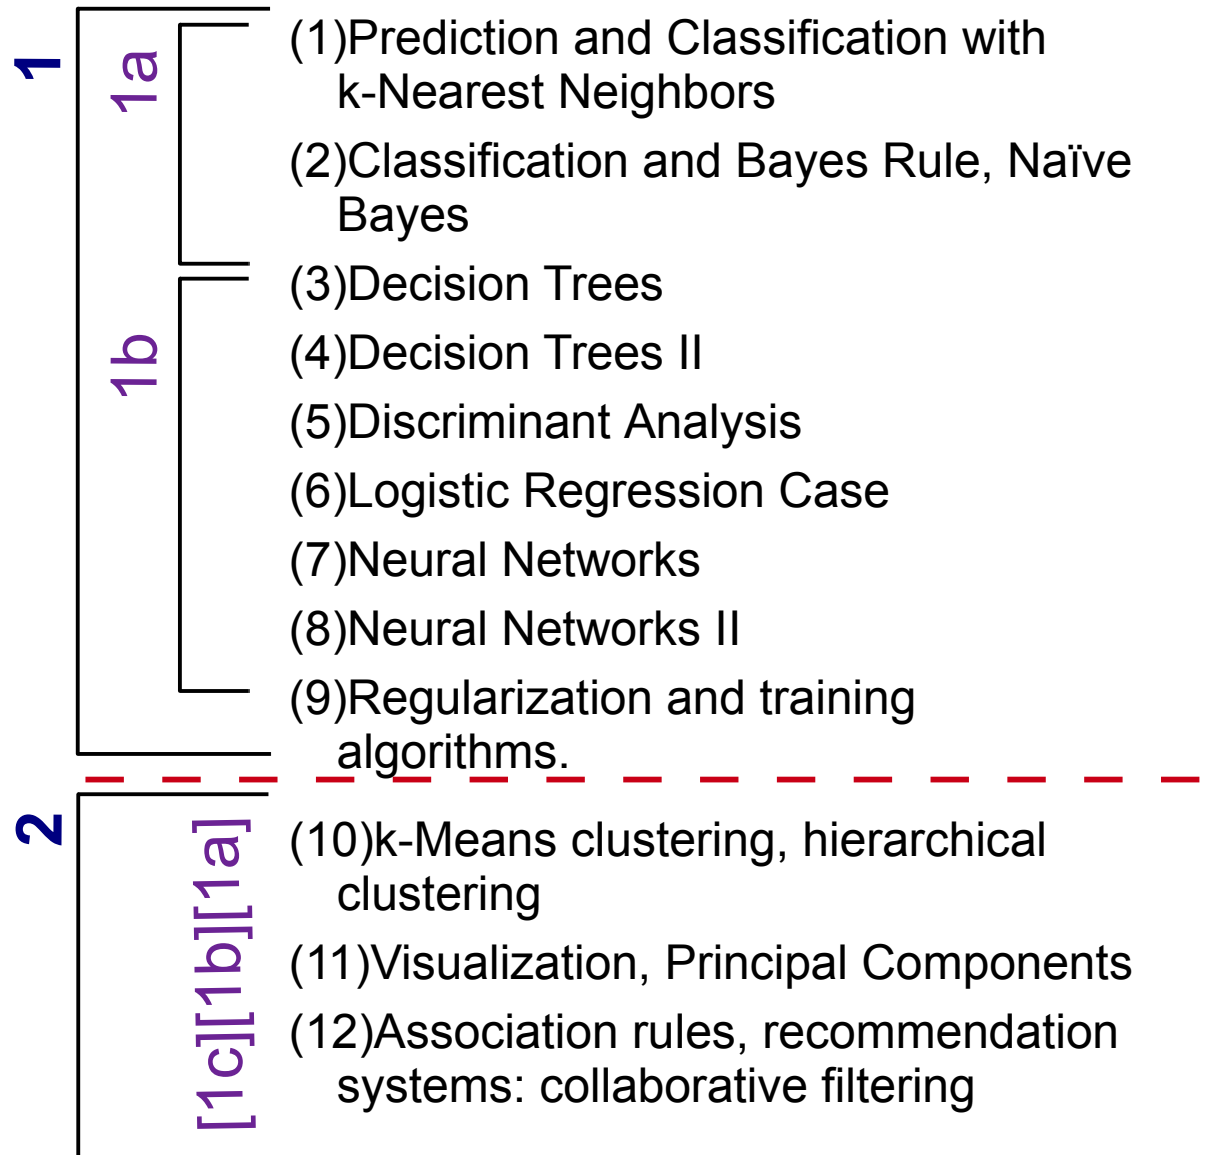 1
1a
(1)Prediction and Classification with
k-Nearest Neighbors
(2)Classification and Bayes Rule, Naïve
Bayes
1b
(3)Decision Trees
(4)Decision Trees II
(5)Discriminant Analysis
(6)Logistic Regression Case
(7)Neural Networks
(8)Neural Networks II
(9)Regularization and training
algorithms.
2
[1c][1b][1a]
(10)k-Means clustering, hierarchical
clustering
(11)Visualization, Principal Components
(12)Association rules, recommendation
systems: collaborative filtering